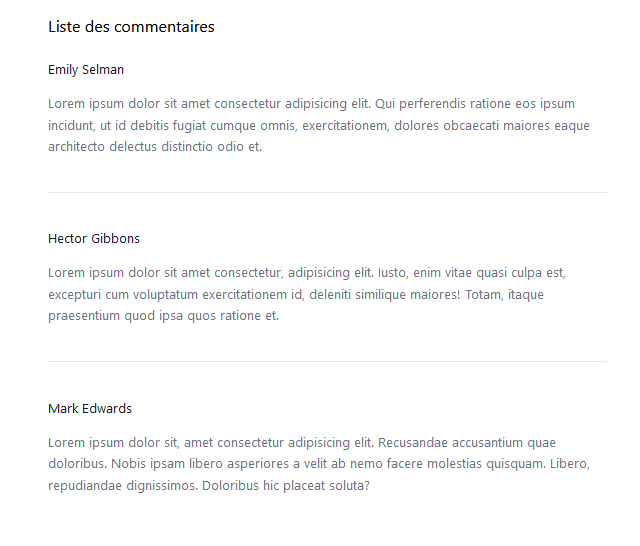 Liste des commentaires
Emily Selman
Lorem ipsum dolor sit amet consectetur adipisicing elit. Qui perferendis ratione eos ipsum
incidunt, ut id debitis fugiat cumque omnis, exercitationem, dolores obcaecati maiores eaque
architecto delectus distinctio odio et.
Hector Gibbons
Lorem ipsum dolor sit amet consectetur, adipisicing elit. Iusto, enim vitae quasi culpa est,
excepturi cum voluptatum exercitationem id, deleniti similique maiores! Totam, itaque
praesentium quod ipsa quos ratione et.
Mark Edwards
Lorem ipsum dolor sit, amet consectetur adipisicing elit. Recusandae accusantium quae
doloribus. Nobis ipsam libero asperiores a velit ab nemo facere molestias quisquam. Libero,
repudiandae dignissimos. Doloribus hic placeat soluta?